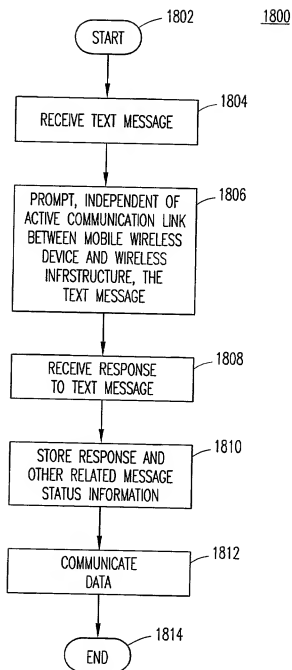 1802
1800
START
1804
RECEIVE TEXT MESSAGE
1806
PROMPT, INDEPENDENT OF
ACTIVE COMMUNICATION LINK
BETWEEN MOBILE WIRELESS
DEVICE AND WIRELESS
INFRSTRUCTURE, THE
TEXT MESSAGE
1808
RECEIVE RESPONSE
TO TEXT MESSAGE
1810
STORE RESPONSE AND
OTHER RELATED MESSAGE
STATUS INFORMATION
1812
COMMUNICATE
DATA
1814
END